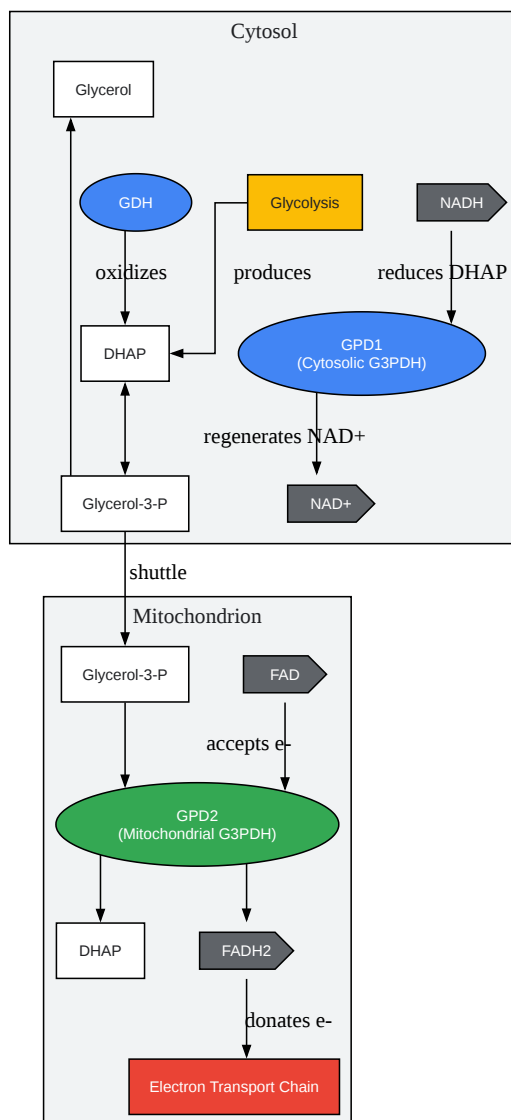 Cytosol
Glycerol
GDH
Glycolysis
NADH
oxidizes
produces
reduces DHAP
DHAP
GPD1
(Cytosolic G3PDH)
regenerates NAD+
Glycerol-3-P
NAD+
shuttle
Mitochondrion
Glycerol-3-P
FAD
accepts e-
GPD2
(Mitochondrial G3PDH)
DHAP
FADH2
donates e-
Electron Transport Chain